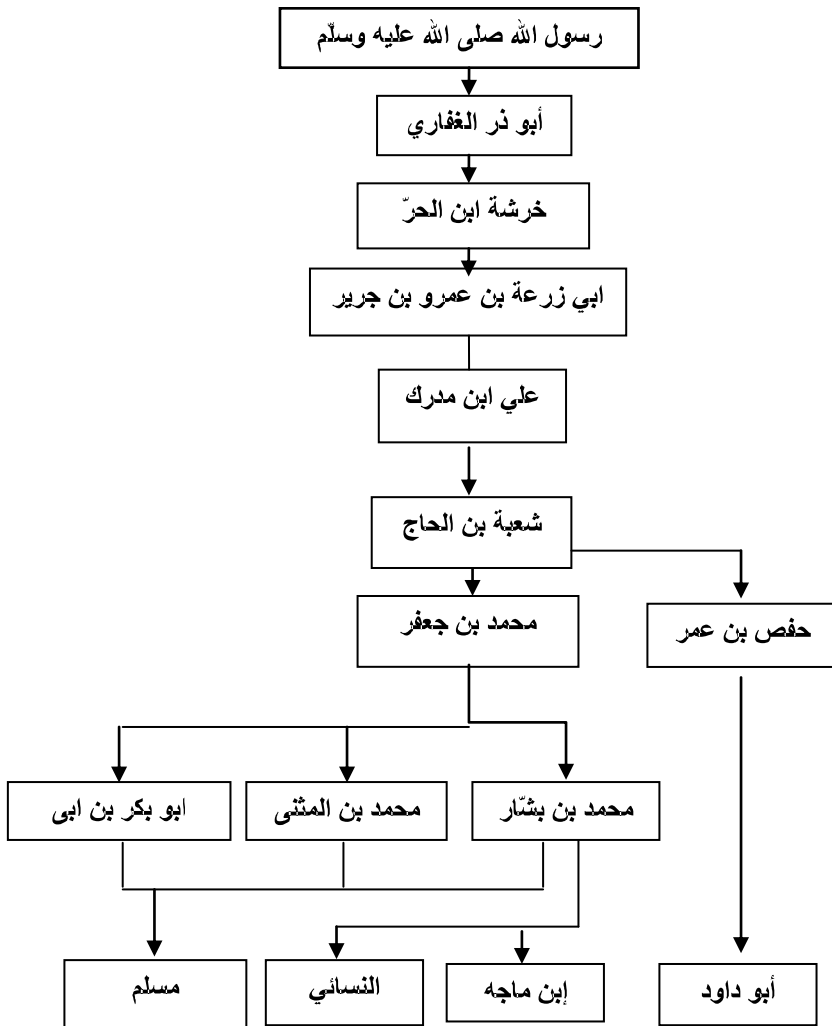 رسول الله صلى الله عليه وسلّم
أبو ذر الغفاري
خرشة ابن الحرّ
ابي زرعة بن عمرو بن جرير
علي ابن مدرك
شعبة بن الحاج
محمد بن جعفر
حفص بن عمر
محمد بن بشّار
محمد بن المثنى
ابو بكر بن ابى
أبو داود
إبن ماجه
النسائي
مسلم